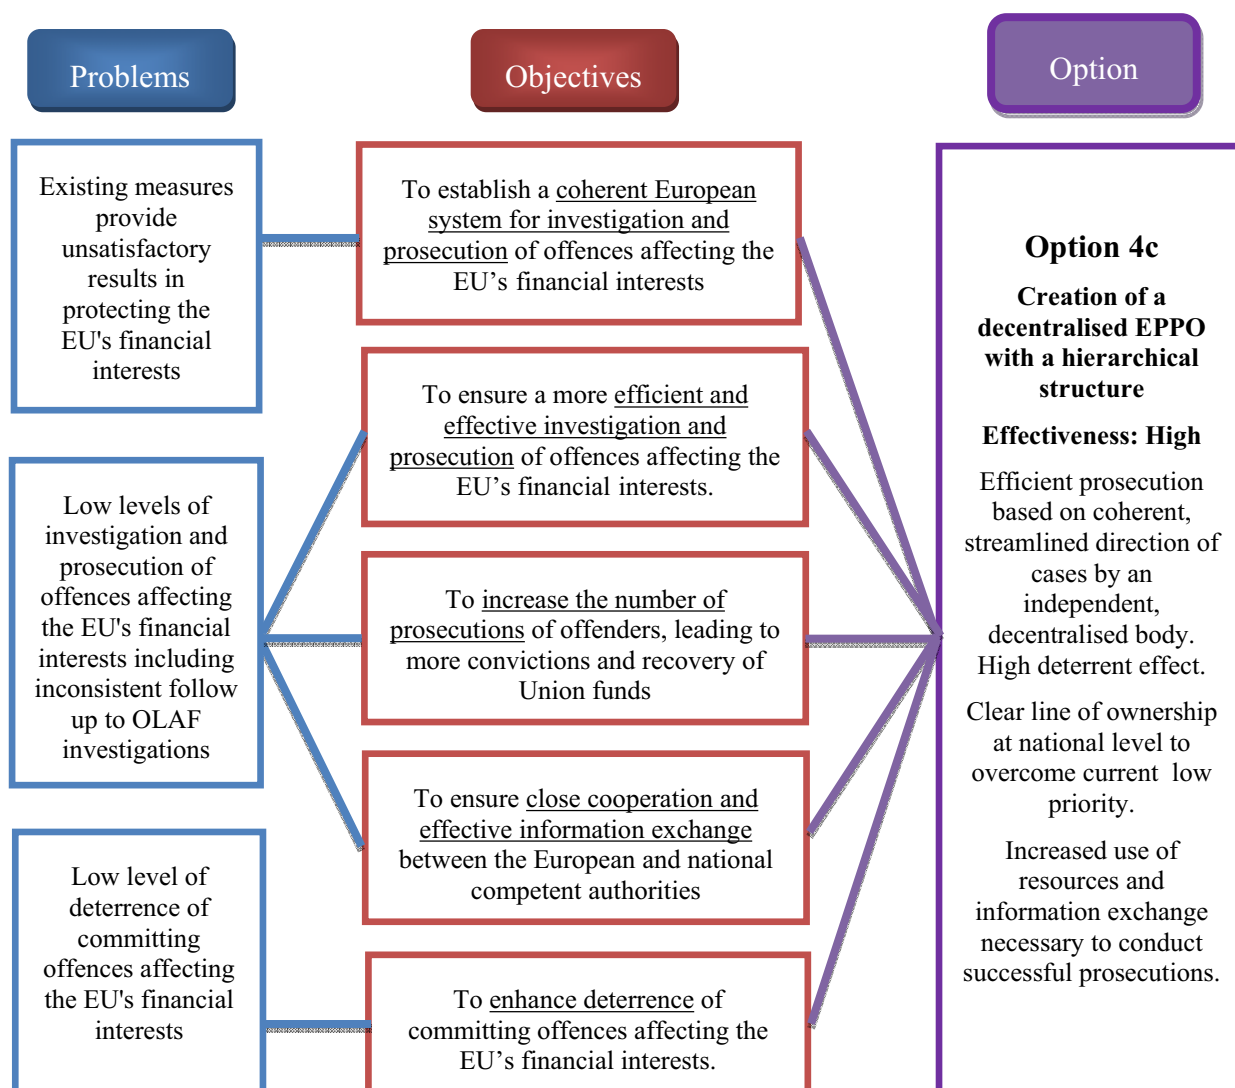 Problems
Objectives
Option
Existing measures
provide
unsatisfactory
results in
protecting the
EU's financial
interests
Low levels of
investigation and
prosecution of
offences affecting
the EU's financial
interests including
inconsistent follow
up to OLAF
investigations
Low level of
deterrence of
committing
offences affecting
the EU's financial
interests
To establish a coherent European
system for investigation and
prosecution of offences affecting the
EU’s financial interests
To ensure a more efficient and
effective investigation and
prosecution of offences affecting the
EU’s financial interests.
To increase the number of
prosecutions of offenders, leading to
more convictions and recovery of
Union funds
To ensure close cooperation and
effective information exchange
between the European and national
competent authorities
To enhance deterrence of
committing offences affecting the
EU’s financial interests.
Option 4c
Creation of a
decentralised EPPO
with a hierarchical
structure
Effectiveness: High
Efficient prosecution
based on coherent,
streamlined direction of
cases by an
independent,
decentralised body.
High deterrent effect.
Clear line of ownership
at national level to
overcome current low
priority.
Increased use of
resources and
information exchange
necessary to conduct
successful prosecutions.